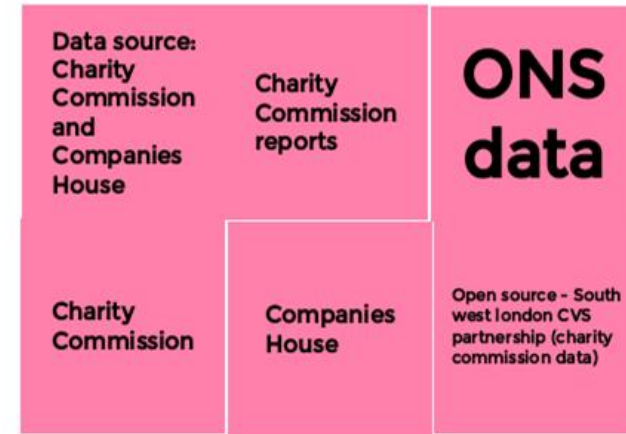 Data source:
Charity
Commission
and
Companies
House
Charity
Commission
reports
ONS
data
Charity
Commission
Companies
House
Open source - South
west london CVS
partnership (charity
commission data)